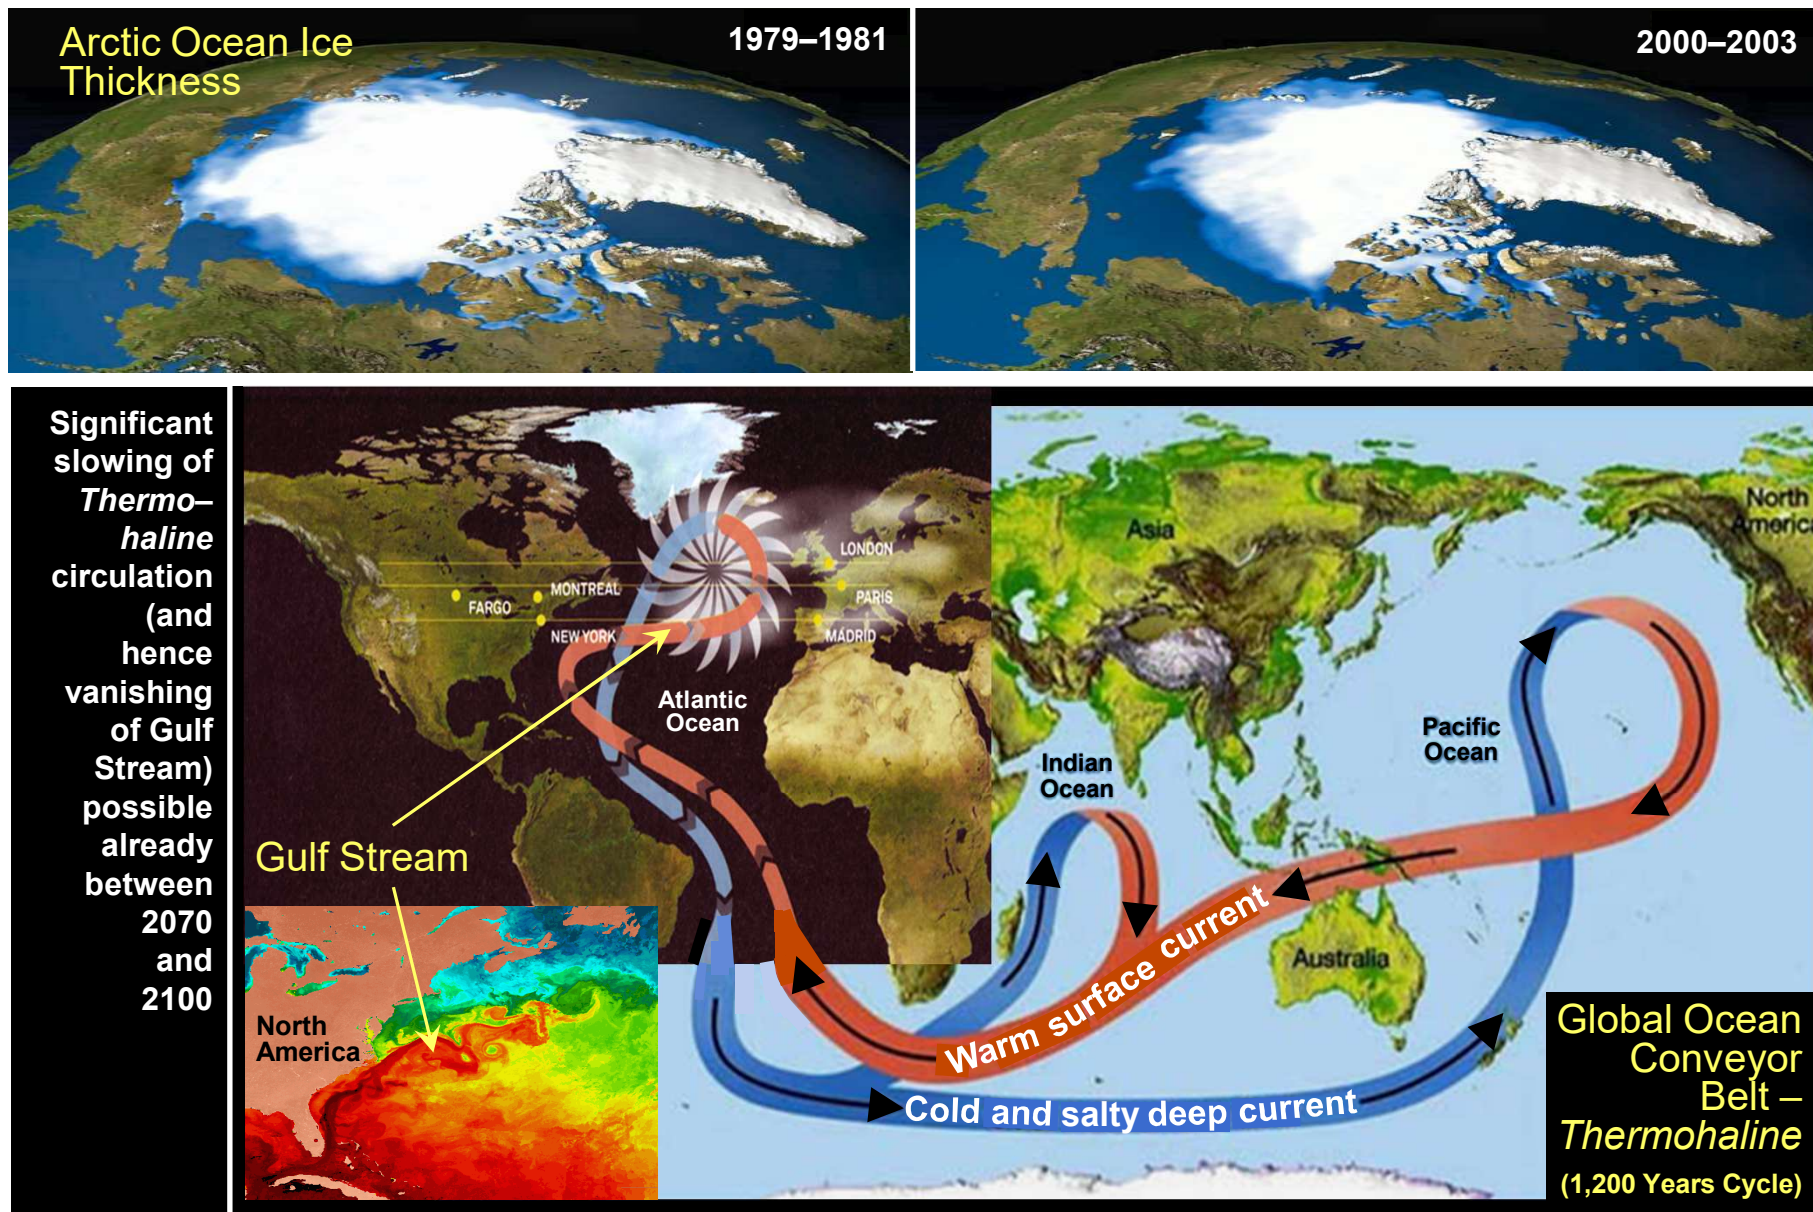 Arctic Ocean Ice
Thickness
1979–1981
2000–2003
Significant
slowing of
Thermo–
haline
circulation
(and
hence
vanishing
of Gulf
Stream)
possible
already
between
2070
and
2100
LONDON
MONTREAL
FARGO
PARIS
NEW YORK
MADRID
Atlantic
Ocean
Gulf Stream
North
America
Asia
North
America
Pacific
Ocean
Indian
Ocean
Australia
Warm surface current
Cold and salty deep current
Global Ocean
Conveyor
Belt –
Thermohaline
(1,200 Years Cycle)